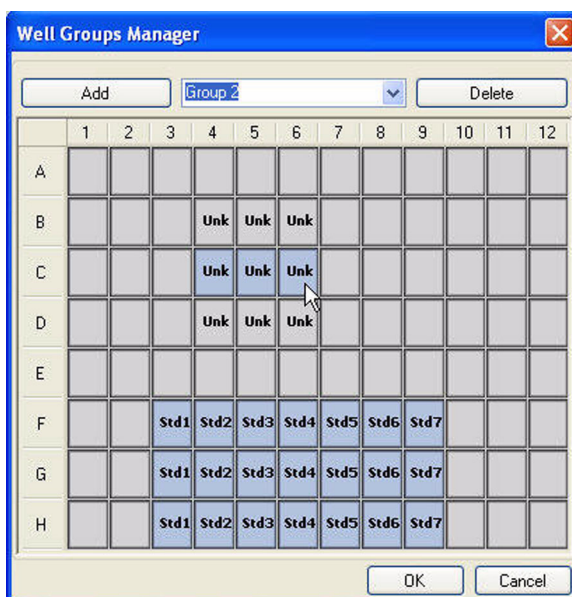 Well Groups Manager
Add Group 2 Delete
1 2 3 4 5 6 7 8 9 10 11 12
A
B Unk Unk Unk
C Unk Unk Unk
D Unk Unk Unk
E
F Std1 Std2 Std3 Std4 Std5 Std6 Std7
G Std1 Std2 Std3 Std4 Std5 Std6 Std7
H Std1 Std2 Std3 Std4 Std5 Std6 Std7
OK Cancel